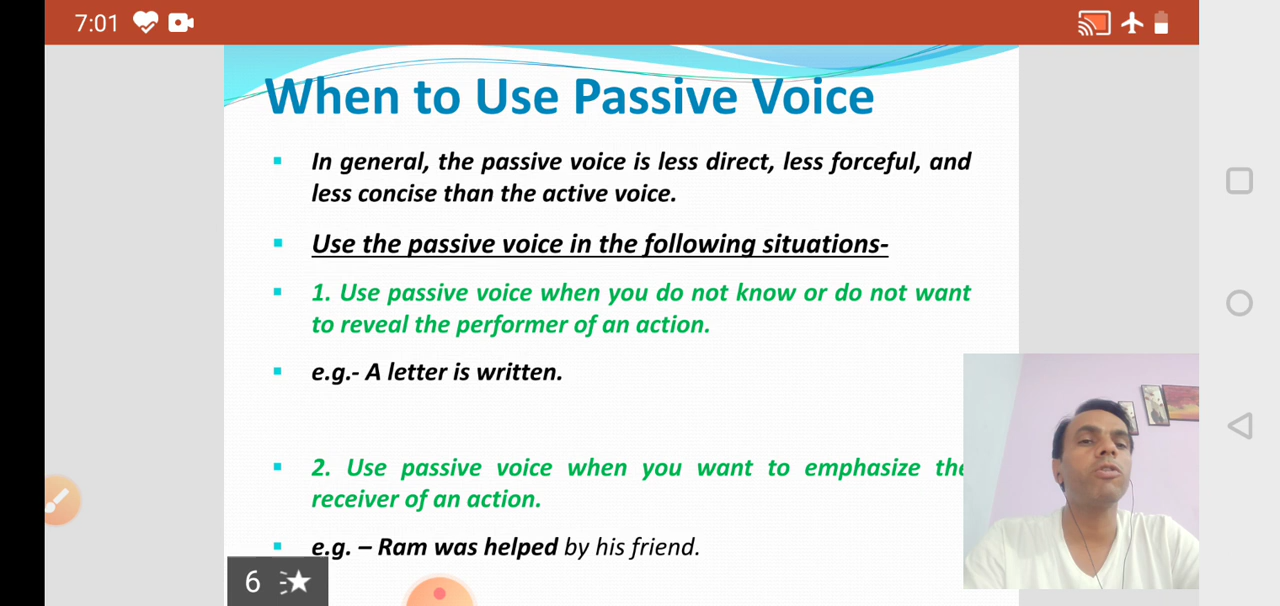 7:01
When to Use Passive Voice
In general, the passive voice is less direct, less forceful, and
less concise than the active voice.
Use the passive voice in the following situations-
1. Use passive voice when you do not know or do not want
to reveal the performer of an action.
e.g.- A letter is written.
2. Use passive voice when you want to emphasize the
receiver of an action.
e.g. – Ram was helped by his friend.
6